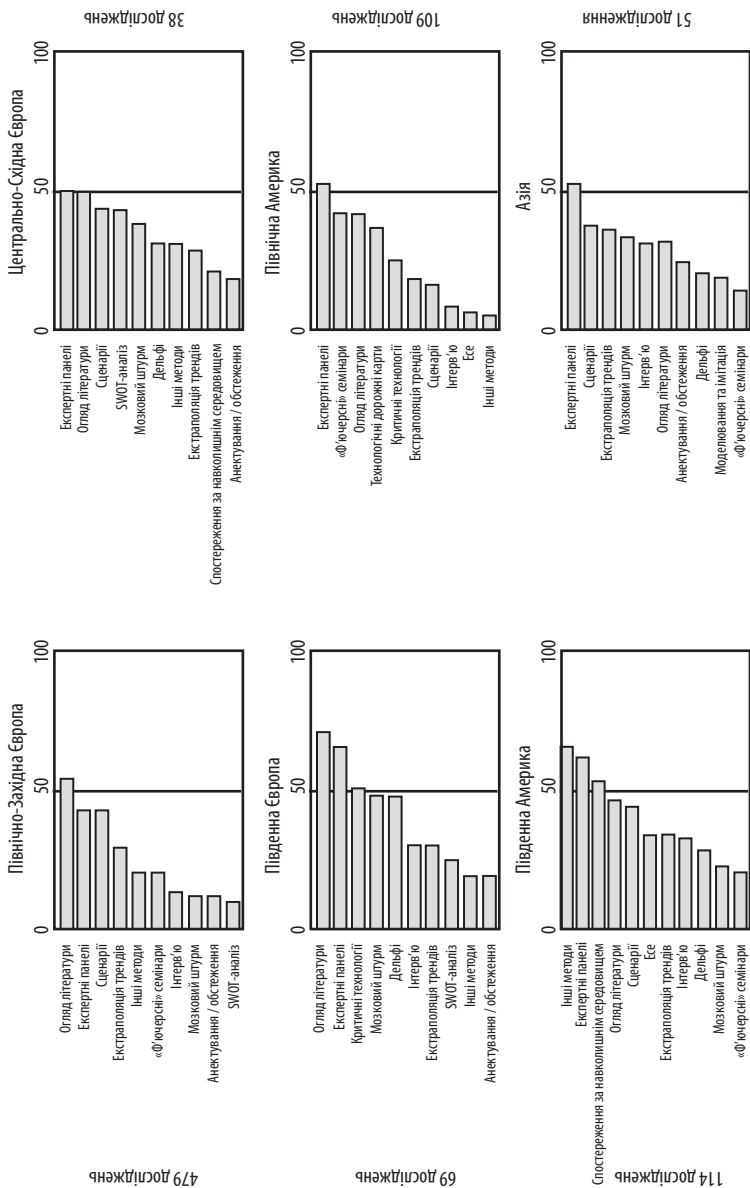 Північно-Західна Європа
0
50
100
Огляд літератури
Експертні панелі
Сценарії
Екстраполяція трендів
Інші методи
«Ф'ючерсні» семінари
Інтерв'ю
Мозковий штурм
Анектування / обстеження
SWOT-аналіз
479 досліджень
Центрально-Східна Європа
0
50
100
Експертні панелі
Огляд літератури
Сценарії
SWOT-аналіз
Мозковий штурм
Дельфі
Інші методи
Екстраполяція трендів
Спостереження за навколишнім середовищем
Анектування / обстеження
38 досліджень
Південна Європа
0
50
100
Огляд літератури
Експертні панелі
Критичні технології
Мозковий штурм
Дельфі
Інтерв'ю
Екстраполяція трендів
SWOT-аналіз
Інші методи
Анектування / обстеження
69 досліджень
Північна Америка
0
50
100
Експертні панелі
«Ф'ючерсні» семінари
Огляд літератури
Технологічні дорожні карти
Критичні технології
Екстраполяція трендів
Сценарії
Інтерв'ю
Есе
Інші методи
109 досліджень
Південна Америка
0
50
100
Інші методи
Експертні панелі
Спостереження за навколишнім середовищем
Огляд літератури
Сценарії
Есе
Екстраполяція трендів
Інтерв'ю
Дельфі
Мозковий штурм
«Ф'ючерсні» семінари
114 досліджень
Азія
0
50
100
Експертні панелі
Сценарії
Екстраполяція трендів
Мозковий штурм
Інтерв'ю
Огляд літератури
Анектування / обстеження
Дельфі
Моделювання та імітація
«Ф'ючерсні» семінари
51 дослідження